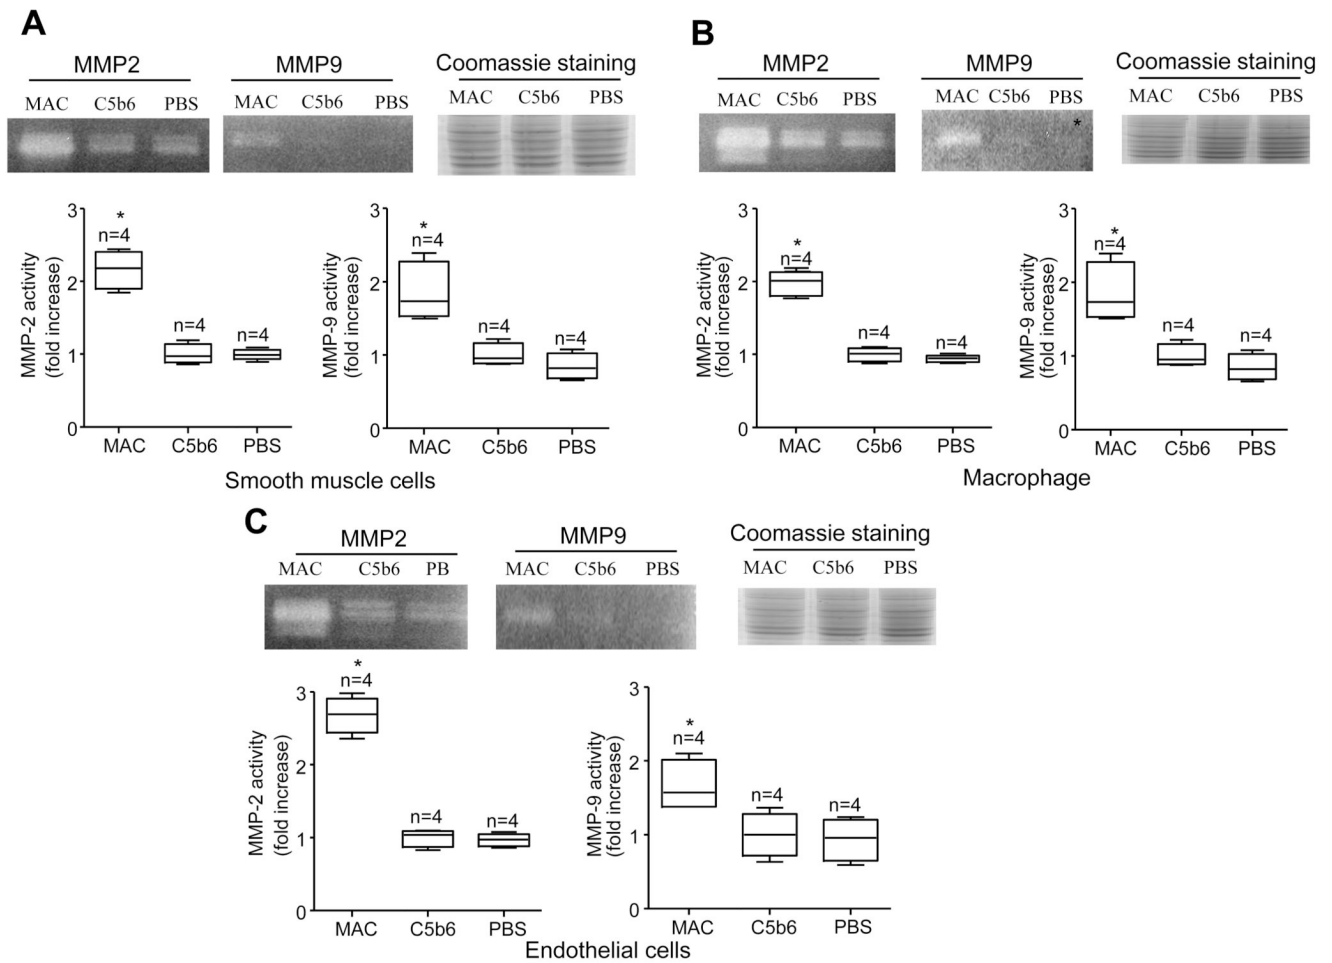 A
MMP2 MMP9 Coomassie staining
MAC C5b6 PBS MAC C5b6 PBS MAC C5b6 PBS
3 * n=4
2
1 n=4 n=4
0
MMP-2 activity
(fold increase)
MAC C5b6 PBS
3 * n=4
2
1 n=4 n=4
0
MMP-9 activity
(fold increase)
MAC C5b6 PBS
Smooth muscle cells
B
MMP2 MMP9 Coomassie staining
MAC C5b6 PBS MAC C5b6 PBS MAC C5b6 PBS
*
3 * n=4
2
1 n=4 n=4
0
MMP-2 activity
(fold increase)
MAC C5b6 PBS
3 * n=4
2
1 n=4 n=4
0
MMP-9 activity
(fold increase)
MAC C5b6 PBS
Macrophage
C
MMP2 MMP9 Coomassie staining
MAC C5b6 PB MAC C5b6 PBS MAC C5b6 PBS
* n=4
3
2
1 n=4 n=4
0
MMP-2 activity
(fold increase)
MAC C5b6 PBS
3
* n=4
2
1 n=4 n=4
0
MMP-9 activity
(fold increase)
MAC C5b6 PBS
Endothelial cells